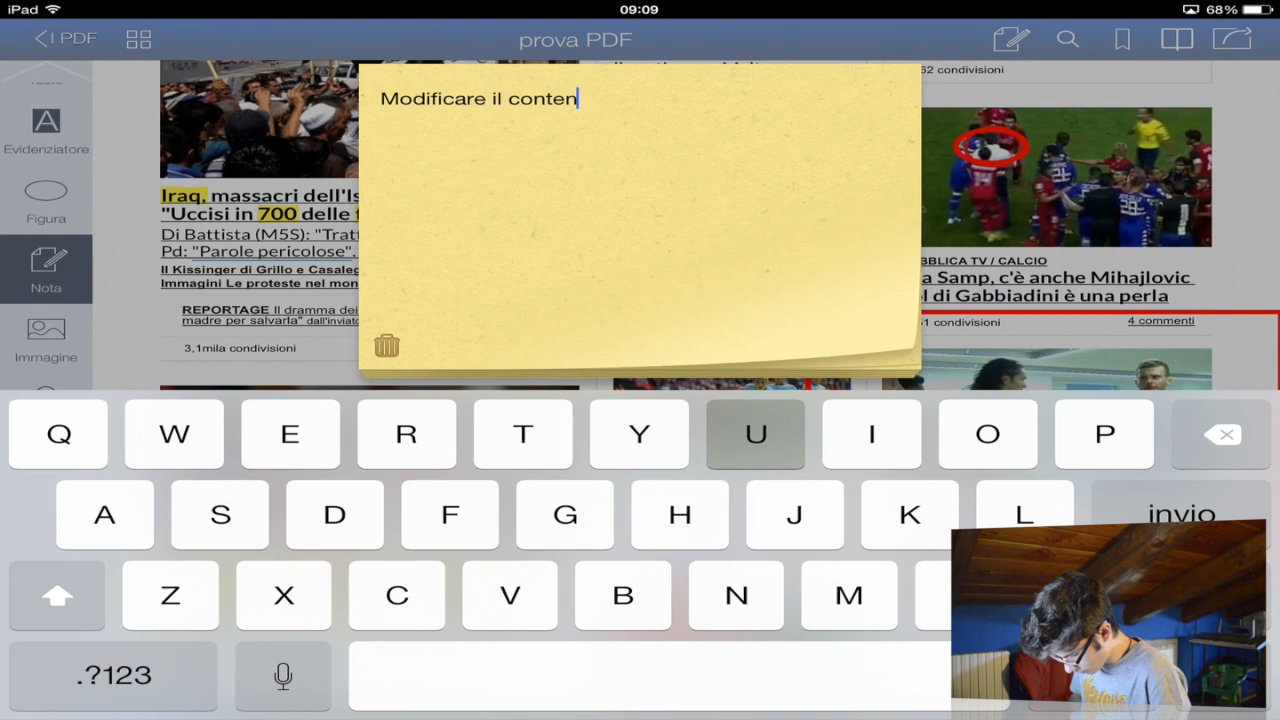 iPad
09:09
68%
I PDF
prova PDF
Modificare il conten
Evidenziatore
Figura
Nota
Immagine
Iraq, massacri dell'Is
"Uccisi in 700 delle
Di Battista (M5S): "Tratt
Pd: "Parole pericolose".
Il Kissinger di Grillo e Casaleg
Immagini Le proteste nel mon
REPORTAGE Il dramma dei
madre per salvarla" dall'inviato
3,1mila condivisioni
62 condivisioni
BBLICA TV / CALCIO
a Samp, c'è anche Mihajlovic
ol di Gabbiadini è una perla
31 condivisioni
4 commenti
Q W E R T Y U I O P
A S D F G H J K L invio
Z X C V B N M
.?123